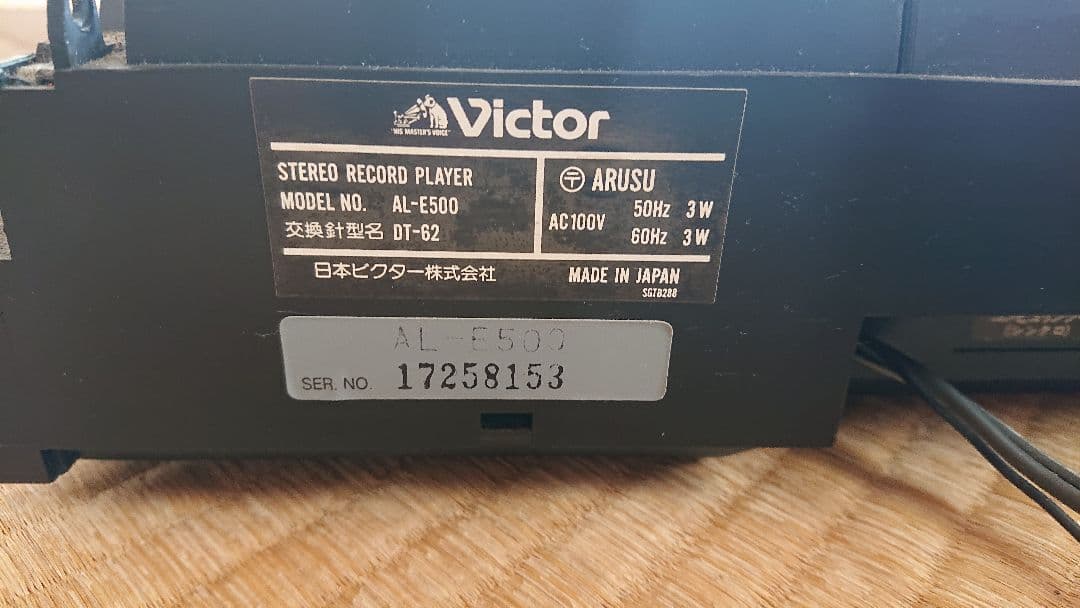 "HIS MASTER'S VOICE"
Victor
STEREO RECORD PLAYER
MODEL NO. AL-E500
交換針型名 DT-62
〒 ARUSU
AC100V
50Hz 3W
60Hz 3W
日本ビクター株式会社
MADE IN JAPAN
SGTB288
AL-E500
SER. NO. 17258153